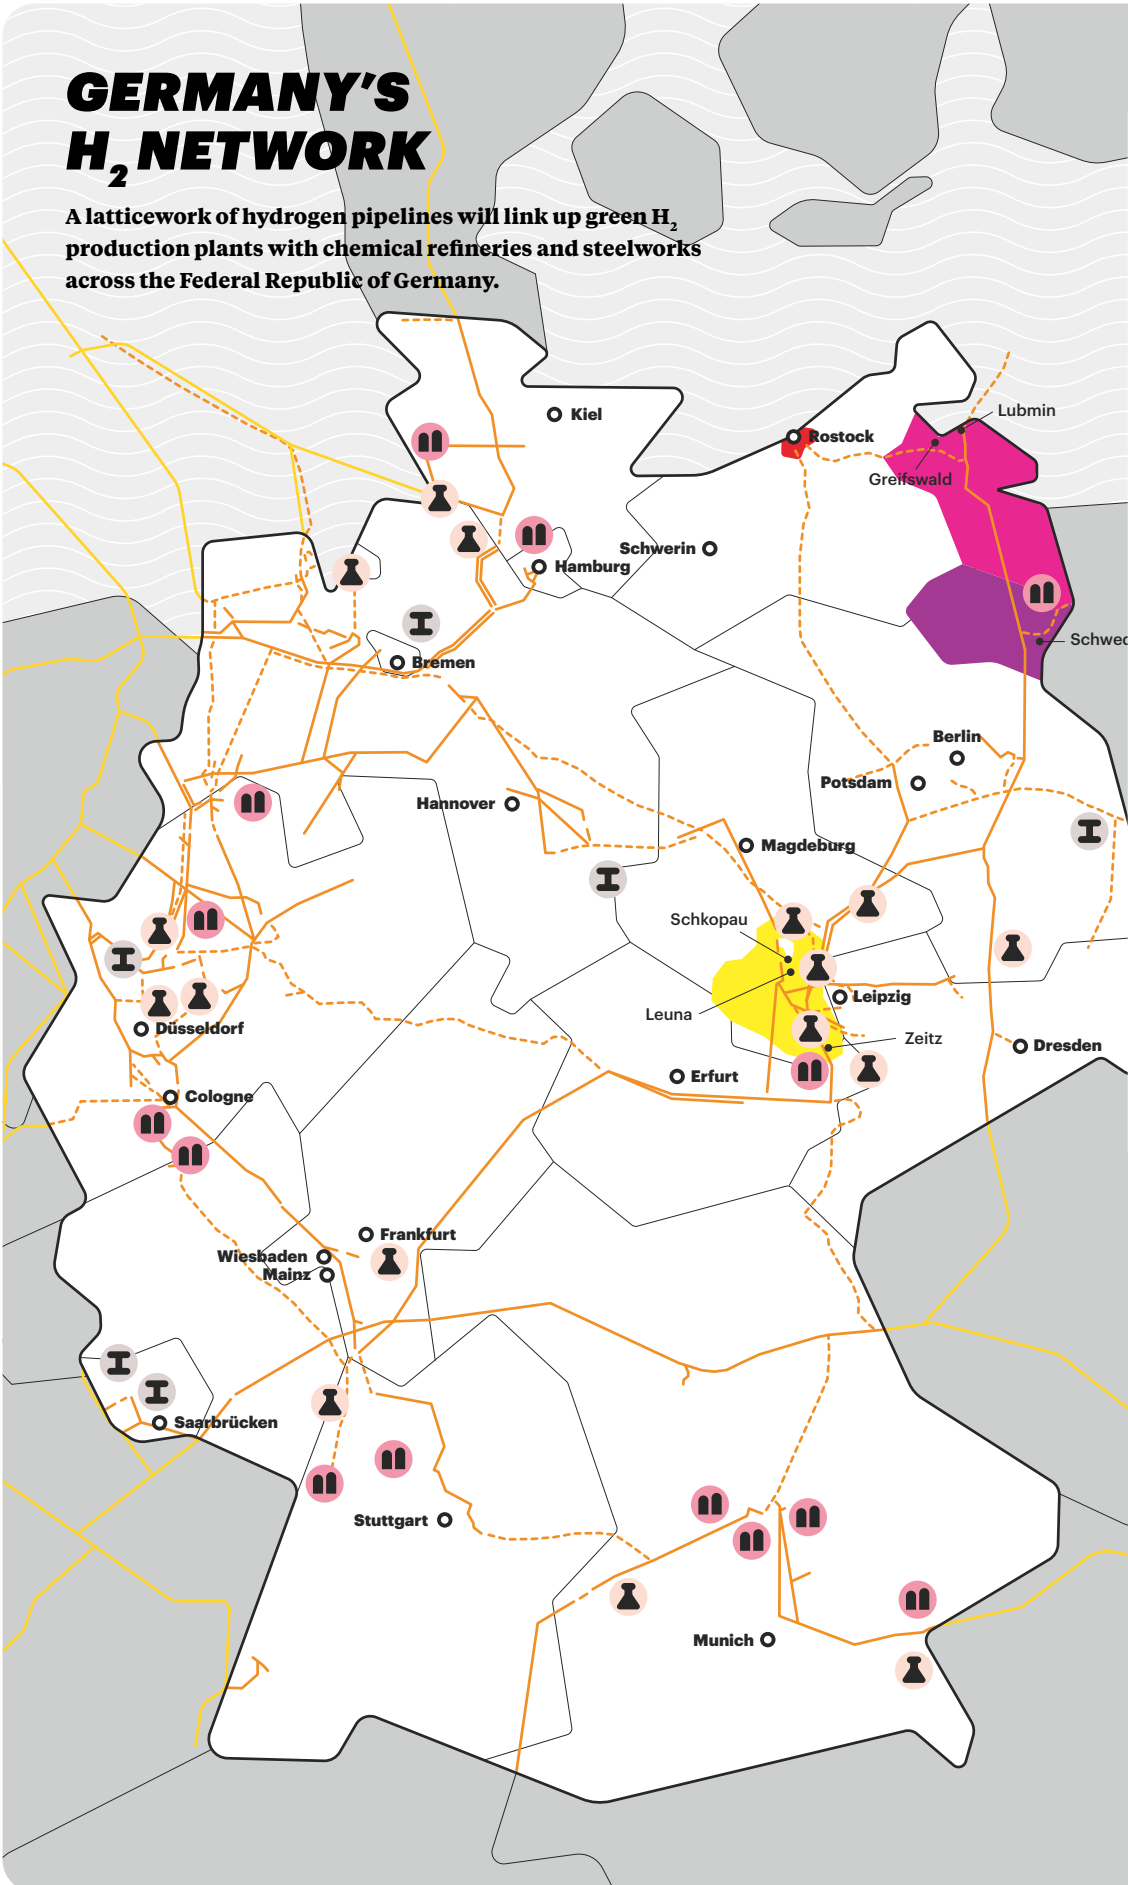 GERMANY'S
H₂ NETWORK
A latticework of hydrogen pipelines will link up green H₂
production plants with chemical refineries and steelworks
across the Federal Republic of Germany.
Kiel
Lubmin
Rostock
Greifswald
Schwerin
Hamburg
Schwed
Bremen
Berlin
Potsdam
Hannover
Magdeburg
Schkopau
Leipzig
Leuna
Düsseldorf
Zeitz
Dresden
Erfurt
Cologne
Frankfurt
Wiesbaden
Mainz
Saarbrücken
Stuttgart
Munich